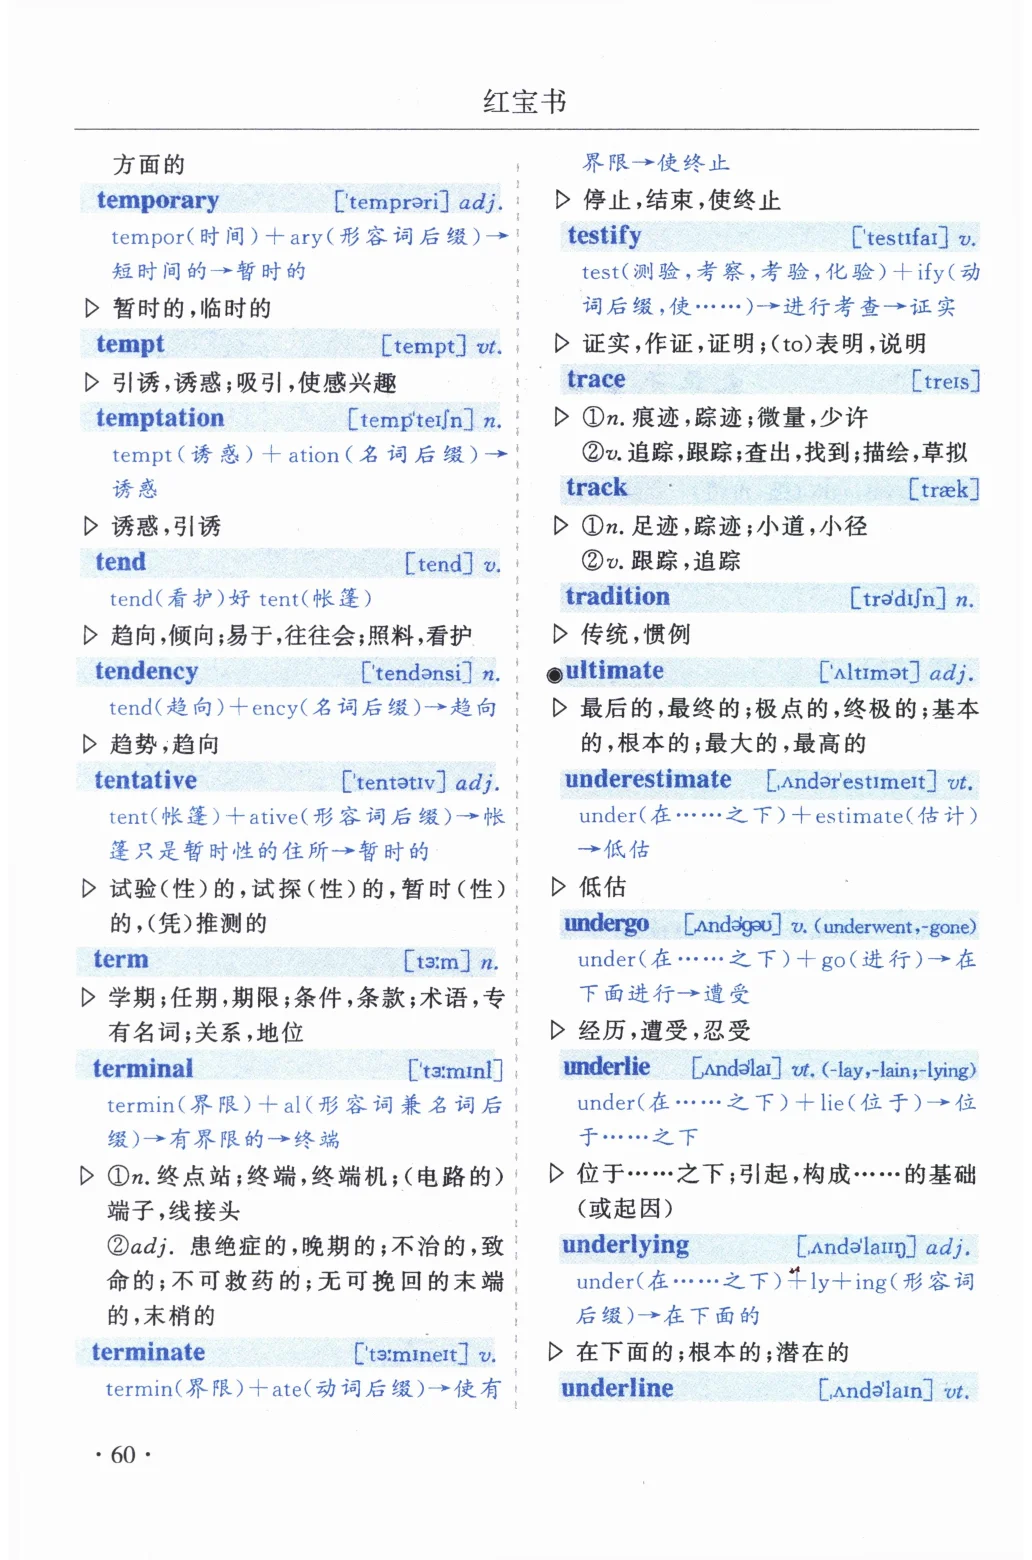 红宝书
方面的
temporary ['temprəri] adj.
tempor(时间)+ary(形容词后缀)→
短时间的→暂时的
▷ 暂时的,临时的
tempt [tempt] vt.
▷ 引诱,诱惑;吸引,使感兴趣
temptation [temp'teɪʃn] n.
tempt(诱惑)+ation(名词后缀)→
诱惑
▷ 诱惑,引诱
tend [tend] v.
tend(看护)好 tent(帐篷)
▷ 趋向,倾向;易于,往往会;照料,看护
tendency ['tendənsi] n.
tend(趋向)+ency(名词后缀)→趋向
▷ 趋势,趋向
tentative ['tentətɪv] adj.
tent(帐篷)+ative(形容词后缀)→帐
篷只是暂时性的住所→暂时的
▷ 试验(性)的,试探(性)的,暂时(性)
的,(凭)推测的
term [tɜːm] n.
▷ 学期;任期,期限;条件,条款;术语,专
有名词;关系,地位
terminal ['tɜːmɪnl]
termin(界限)+al(形容词兼名词后
缀)→有界限的→终端
▷ ①n.终点站;终端,终端机;(电路的)
端子,线接头
②adj. 患绝症的,晚期的;不治的,致
命的;不可救药的;无可挽回的末端
的,末梢的
terminate ['tɜːmɪneɪt] v.
termin(界限)+ate(动词后缀)→使有
界限→使终止
▷ 停止,结束,使终止
testify ['testɪfaɪ] v.
test(测验,考察,考验,化验)+ify(动
词后缀,使……)→进行考查→证实
▷ 证实,作证,证明;(to)表明,说明
trace [treɪs]
▷ ①n.痕迹,踪迹;微量,少许
②v.追踪,跟踪;查出,找到;描绘,草拟
track [træk]
▷ ①n.足迹,踪迹;小道,小径
②v.跟踪,追踪
tradition [trə'dɪʃn] n.
▷ 传统,惯例
◉ultimate ['ʌltɪmət] adj.
▷ 最后的,最终的;极点的,终极的;基本
的,根本的;最大的,最高的
underestimate [ˌʌndər'estɪmeɪt] vt.
under(在……之下)+estimate(估计)
→低估
▷ 低估
undergo [ˌʌndə'ɡəʊ] v. (underwent,-gone)
under(在……之下)+go(进行)→在
下面进行→遭受
▷ 经历,遭受,忍受
underlie [ˌʌndə'laɪ] vt. (-lay,-lain;-lying)
under(在……之下)+lie(位于)→位
于……之下
▷ 位于……之下;引起,构成……的基础
(或起因)
underlying [ˌʌndə'laɪɪŋ] adj.
under(在……之下)+ly+ing(形容词
后缀)→在下面的
▷ 在下面的;根本的;潜在的
underline [ˌʌndə'laɪn] vt.
·60·